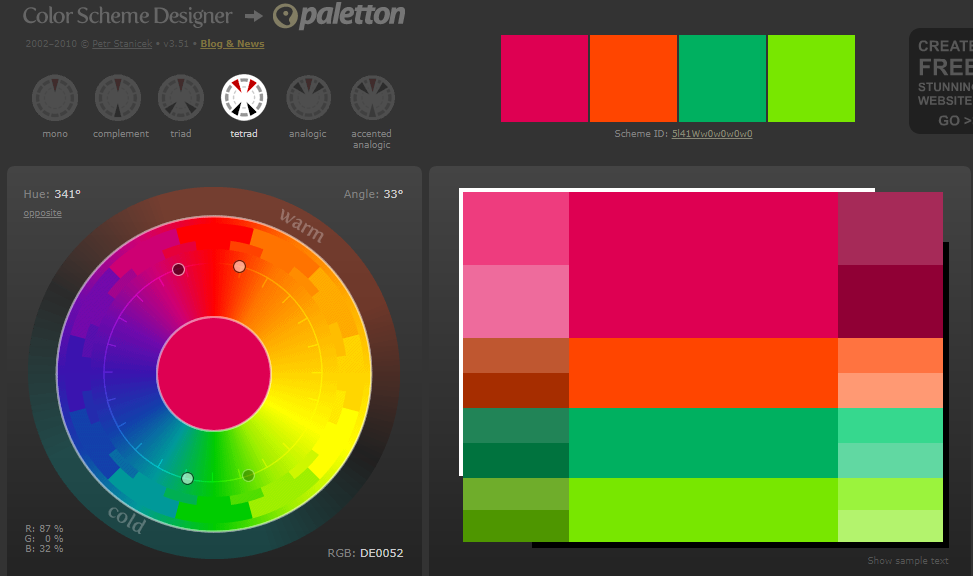 Color Scheme Designer → paletton
2002–2010 © Petr Stanicek • v3.51 • Blog & News
mono
complement
triad
tetrad
analogic
accented
analogic
Scheme ID: 5l41Ww0w0w0w0
CREATE
FREE
STUNNING
WEBSITE
GO >
Hue: 341°
opposite
Angle: 33°
warm
cold
R: 87 %
G: 0 %
B: 32 %
RGB: DE0052
Show sample text